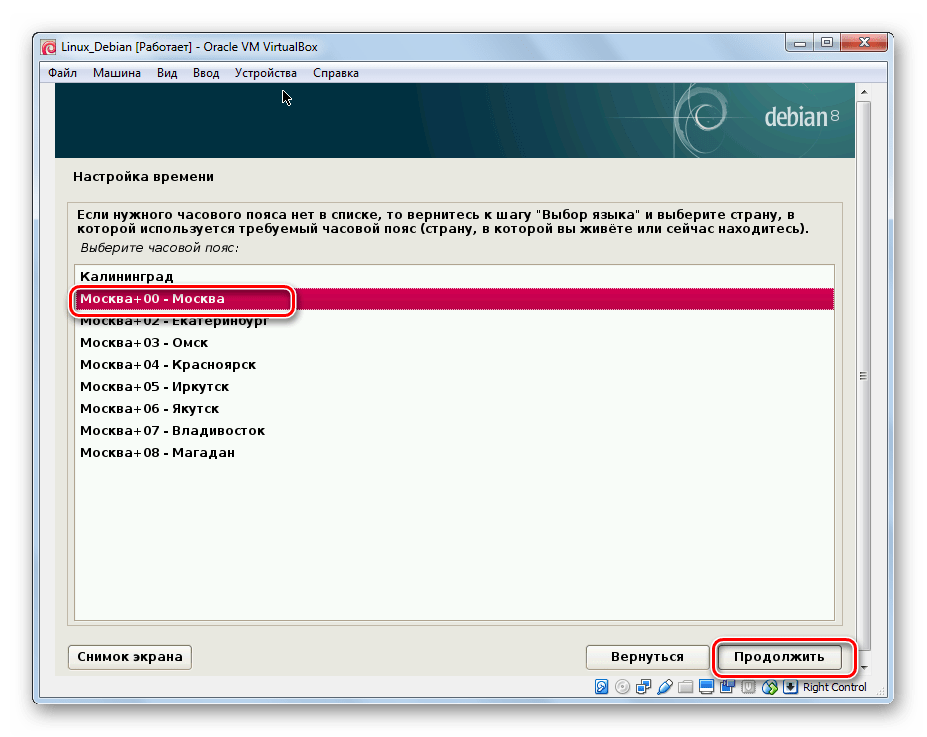 Linux_Debian [Работает] - Oracle VM VirtualBox
Файл Машина Вид Ввод Устройства Справка
debian 8
Настройка времени
Если нужного часового пояса нет в списке, то вернитесь к шагу "Выбор языка" и выберите страну, в
которой используется требуемый часовой пояс (страну, в которой вы живёте или сейчас находитесь).
Выберите часовой пояс:
Калининград
Москва+00 - Москва
Москва+02 - Екатеринбург
Москва+03 - Омск
Москва+04 - Красноярск
Москва+05 - Иркутск
Москва+06 - Якутск
Москва+07 - Владивосток
Москва+08 - Магадан
Снимок экрана Вернуться Продолжить
Right Control